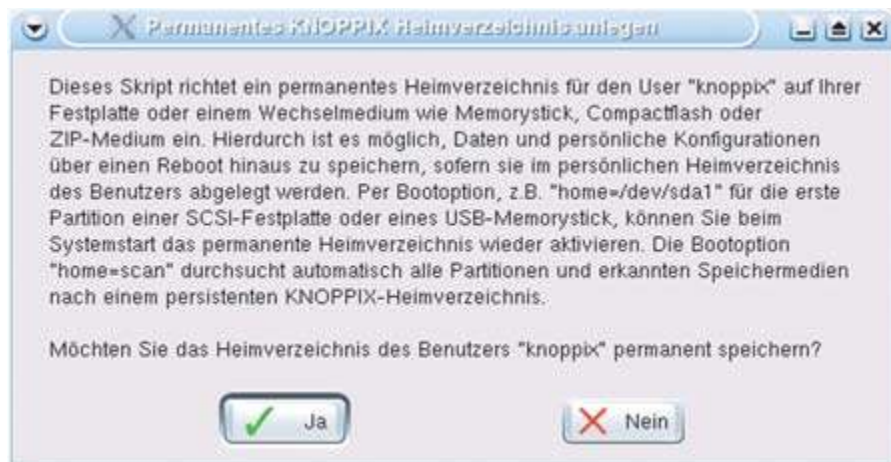 Permanentes KNOPPIX Heimverzeichnis anlegen
Dieses Skript richtet ein permanentes Heimverzeichnis für den User "knoppix" auf Ihrer
Festplatte oder einem Wechselmedium wie Memorystick, Compactflash oder
ZIP-Medium ein. Hierdurch ist es möglich, Daten und persönliche Konfigurationen
über einen Reboot hinaus zu speichern, sofern sie im persönlichen Heimverzeichnis
des Benutzers abgelegt werden. Per Bootoption, z.B. "home=/dev/sda1" für die erste
Partition einer SCSI-Festplatte oder eines USB-Memorystick, können Sie beim
Systemstart das permanente Heimverzeichnis wieder aktivieren. Die Bootoption
"home=scan" durchsucht automatisch alle Partitionen und erkannten Speichermedien
nach einem persistenten KNOPPIX-Heimverzeichnis.
Möchten Sie das Heimverzeichnis des Benutzers "knoppix" permanent speichern?
Ja Nein